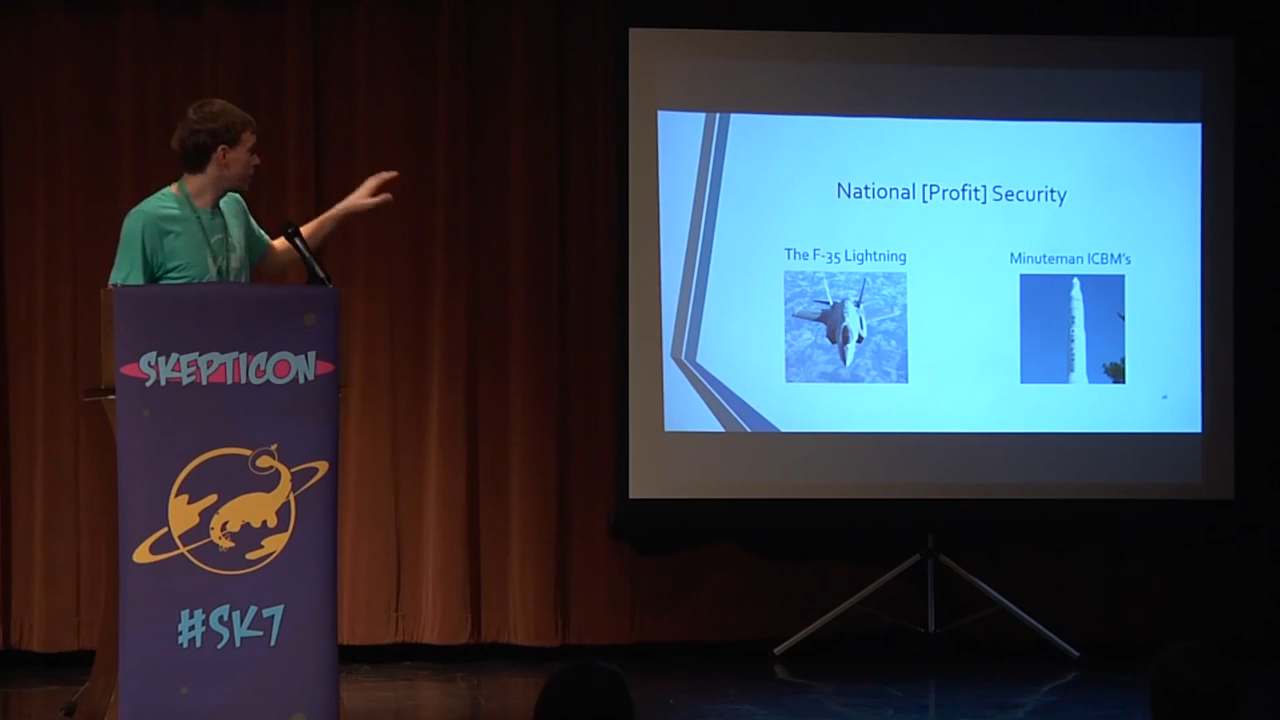 National [Profit] Security
The F-35 Lightning
Minuteman ICBM's
SKEPTICON
#SK7